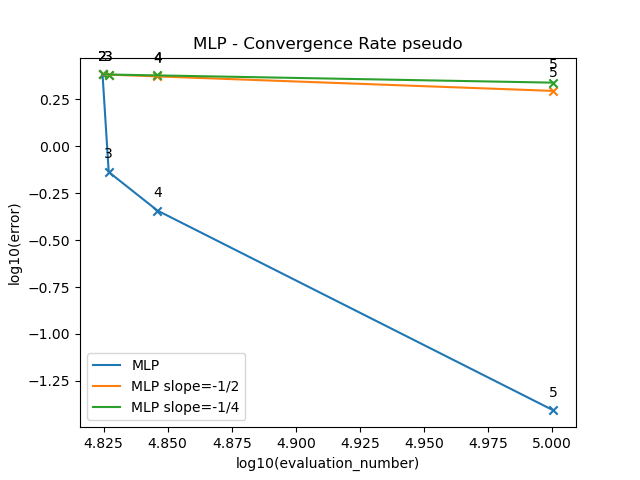 MLP - Convergence Rate pseudo
2 3 4 5
5
3
4
5
log10(error)
0.25
0.00
−0.25
−0.50
−0.75
−1.00
−1.25
MLP
MLP slope=-1/2
MLP slope=-1/4
4.825 4.850 4.875 4.900 4.925 4.950 4.975 5.000
log10(evaluation_number)